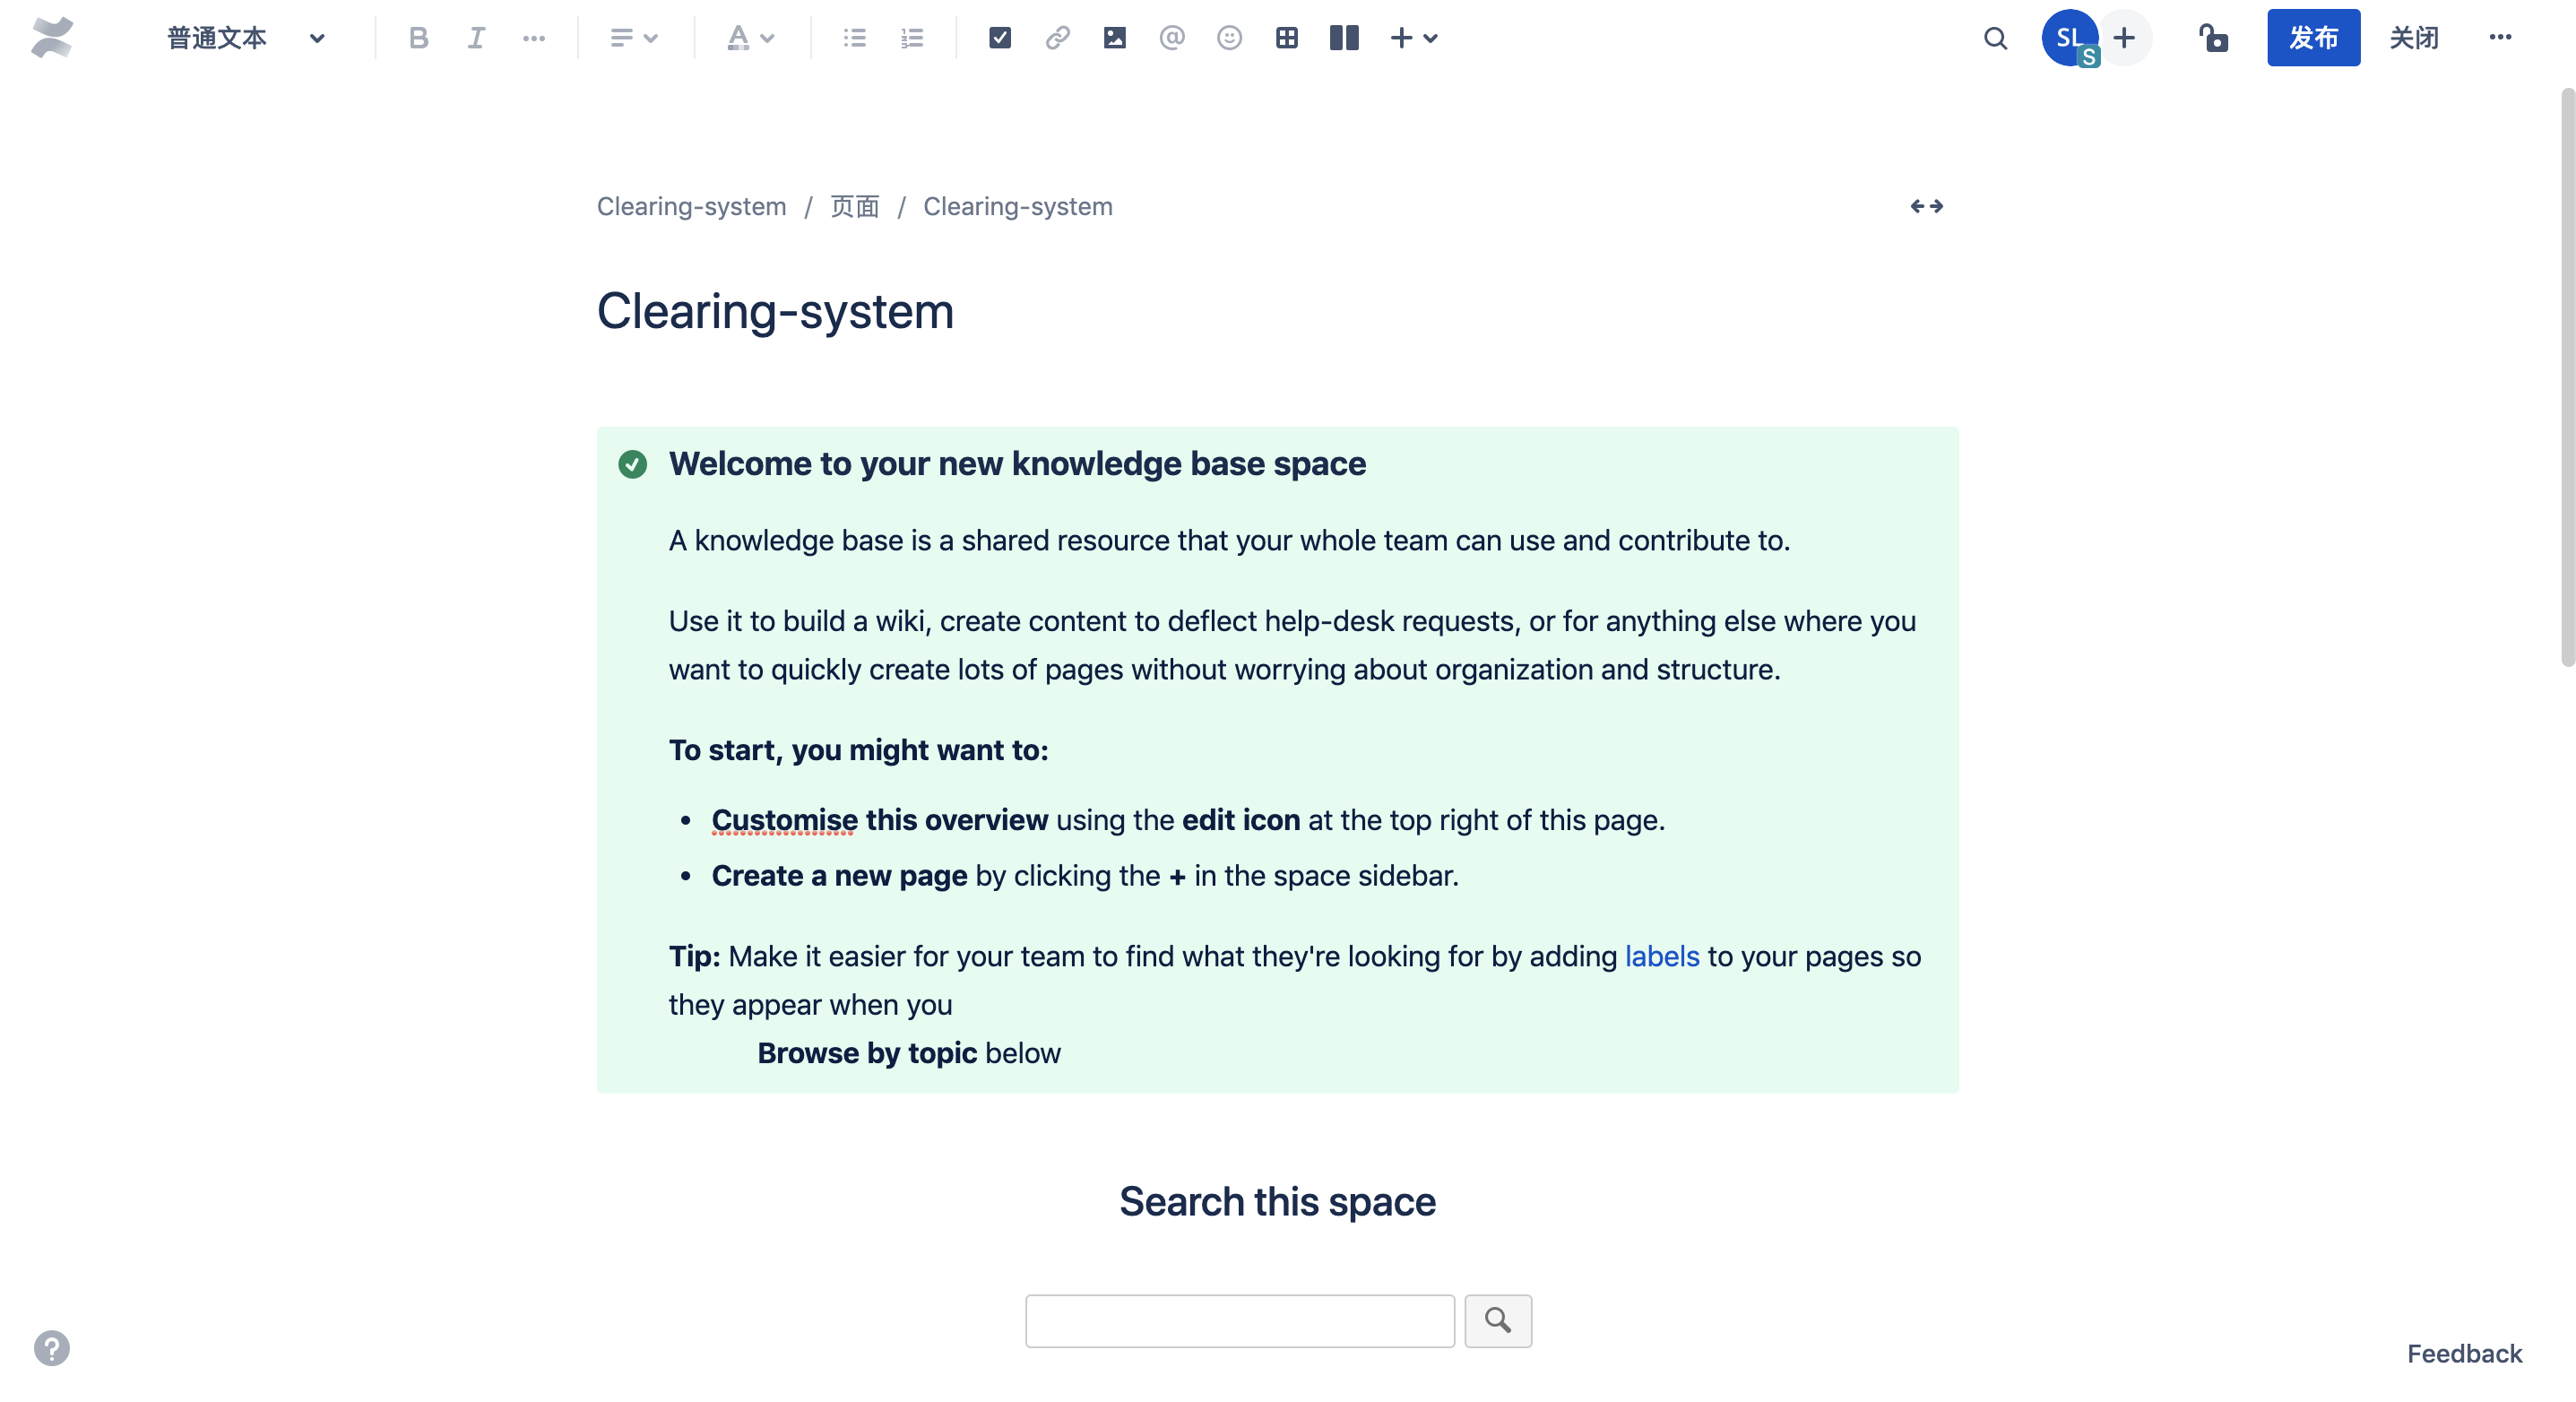 普通文本
SL
S
发布
关闭
Clearing-system / 页面 / Clearing-system
Clearing-system
Welcome to your new knowledge base space
A knowledge base is a shared resource that your whole team can use and contribute to.
Use it to build a wiki, create content to deflect help-desk requests, or for anything else where you
want to quickly create lots of pages without worrying about organization and structure.
To start, you might want to:
• Customise this overview using the edit icon at the top right of this page.
• Create a new page by clicking the + in the space sidebar.
Tip: Make it easier for your team to find what they're looking for by adding labels to your pages so
they appear when you
Browse by topic below
Search this space
Feedback